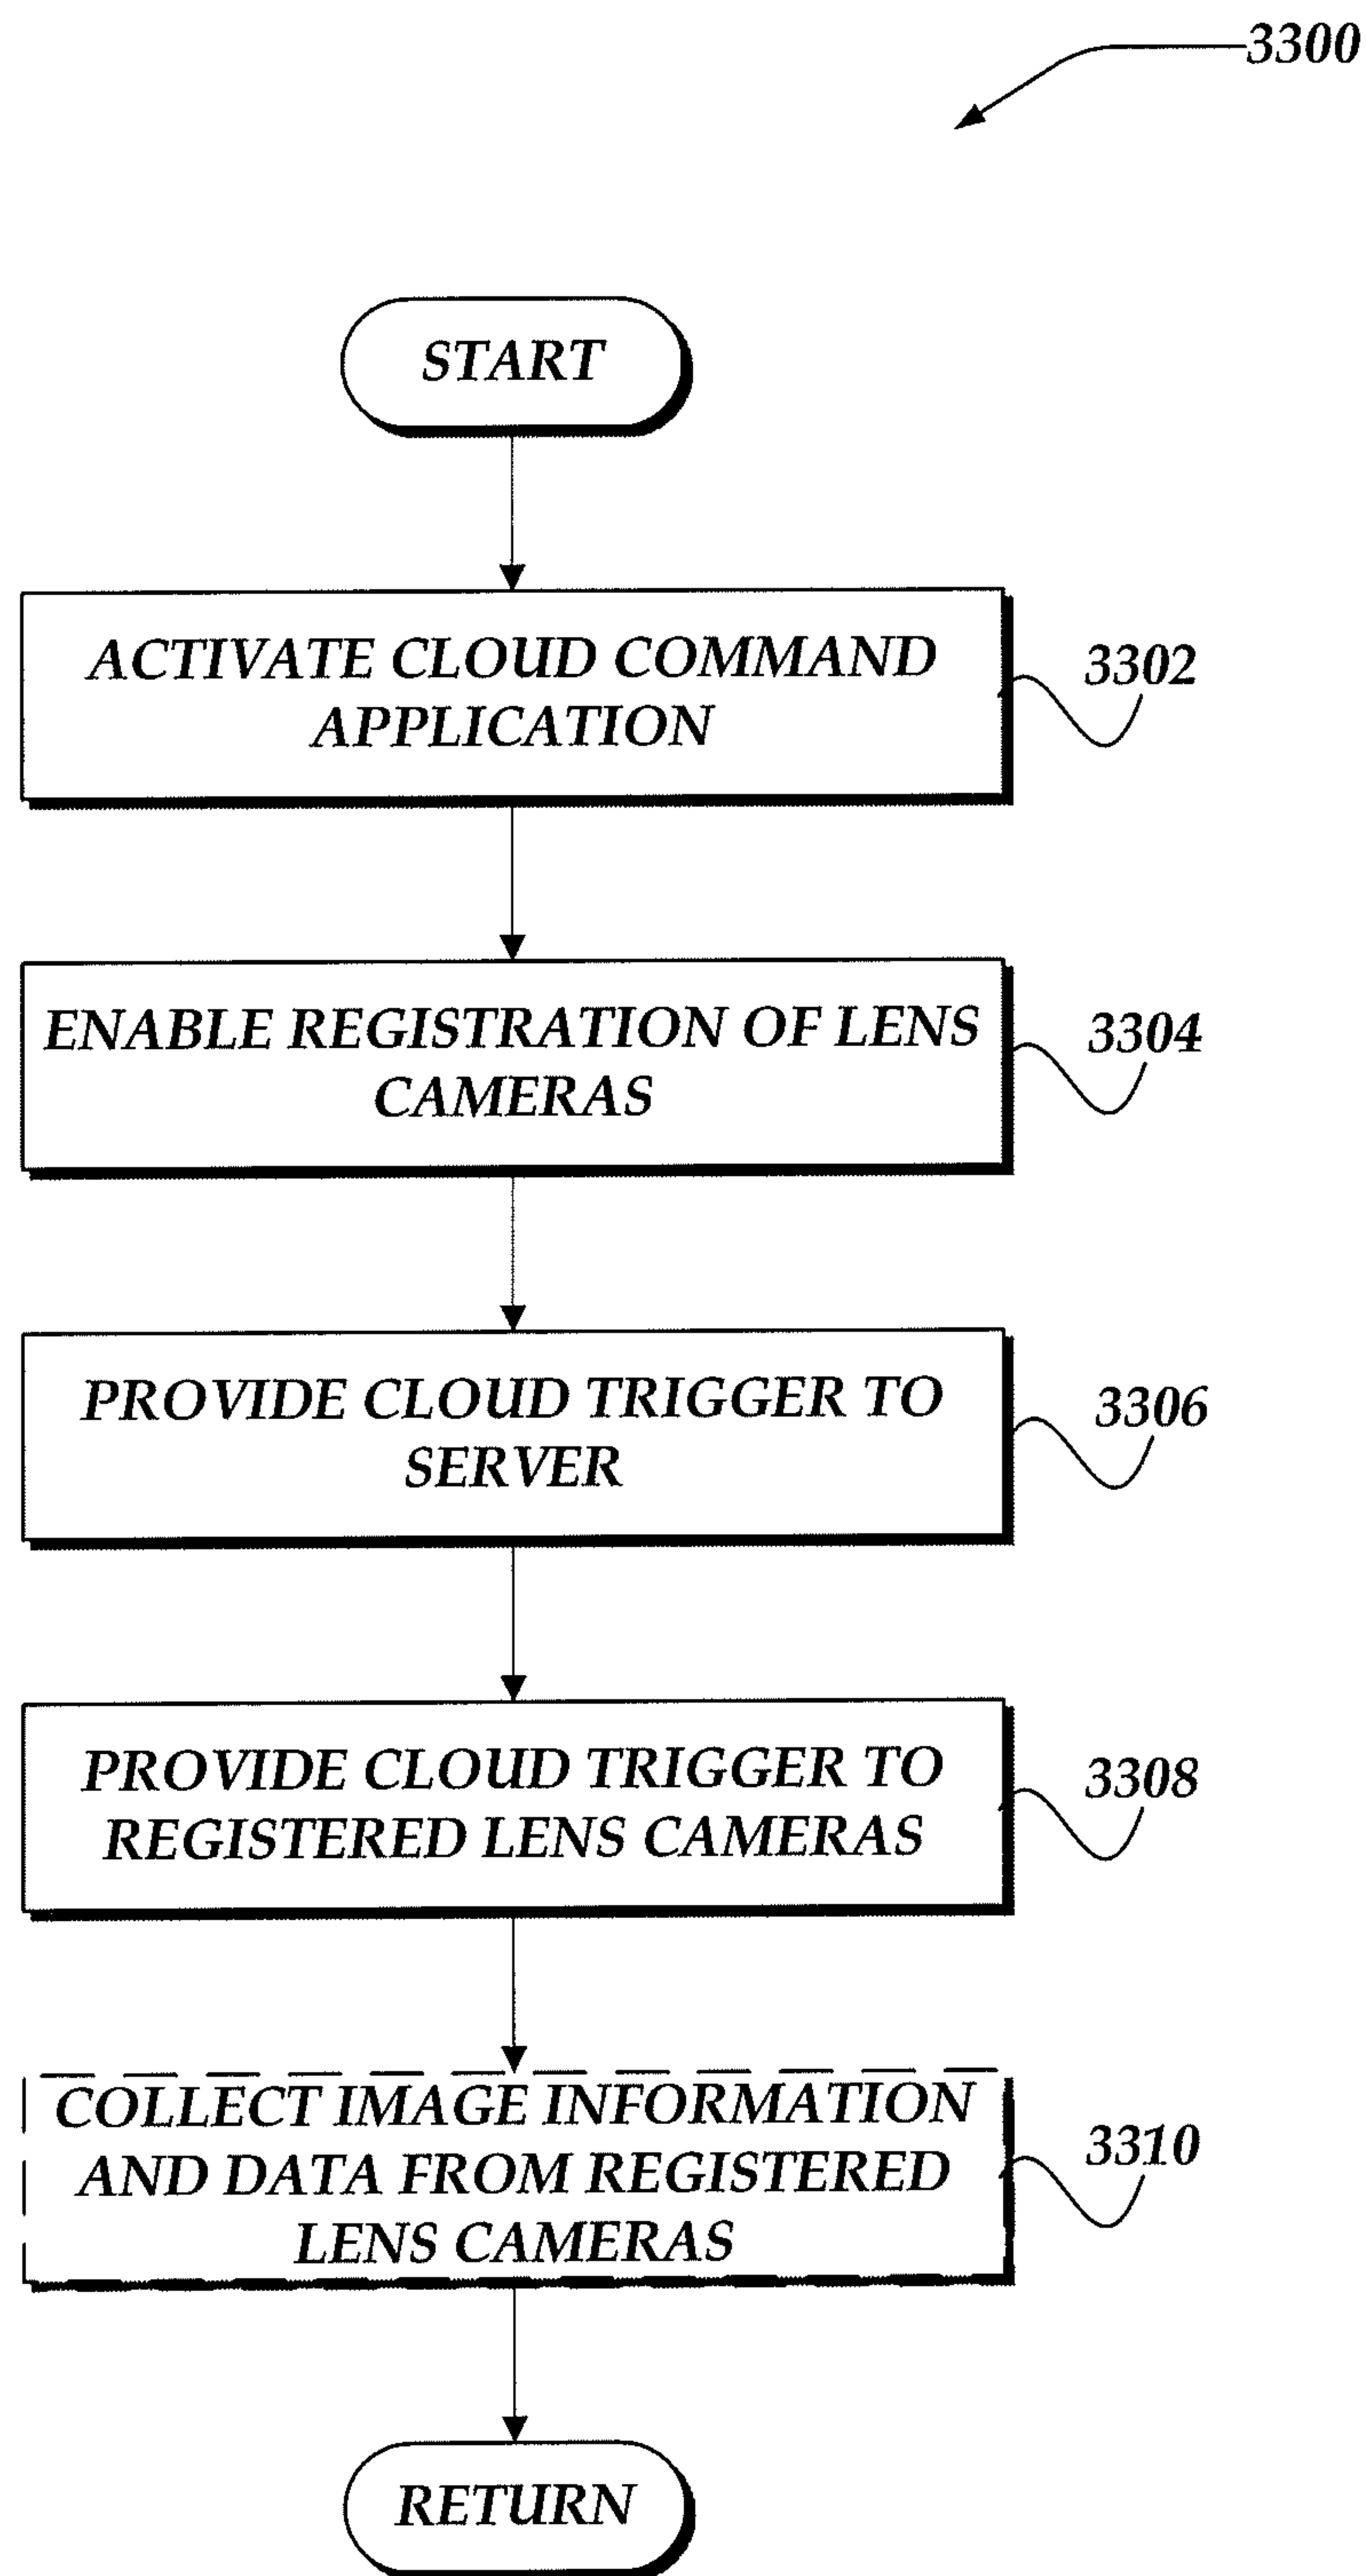 3300
START
ACTIVATE CLOUD COMMAND
APPLICATION
3302
ENABLE REGISTRATION OF LENS
CAMERAS
3304
PROVIDE CLOUD TRIGGER TO
SERVER
3306
PROVIDE CLOUD TRIGGER TO
REGISTERED LENS CAMERAS
3308
COLLECT IMAGE INFORMATION
AND DATA FROM REGISTERED
LENS CAMERAS
3310
RETURN